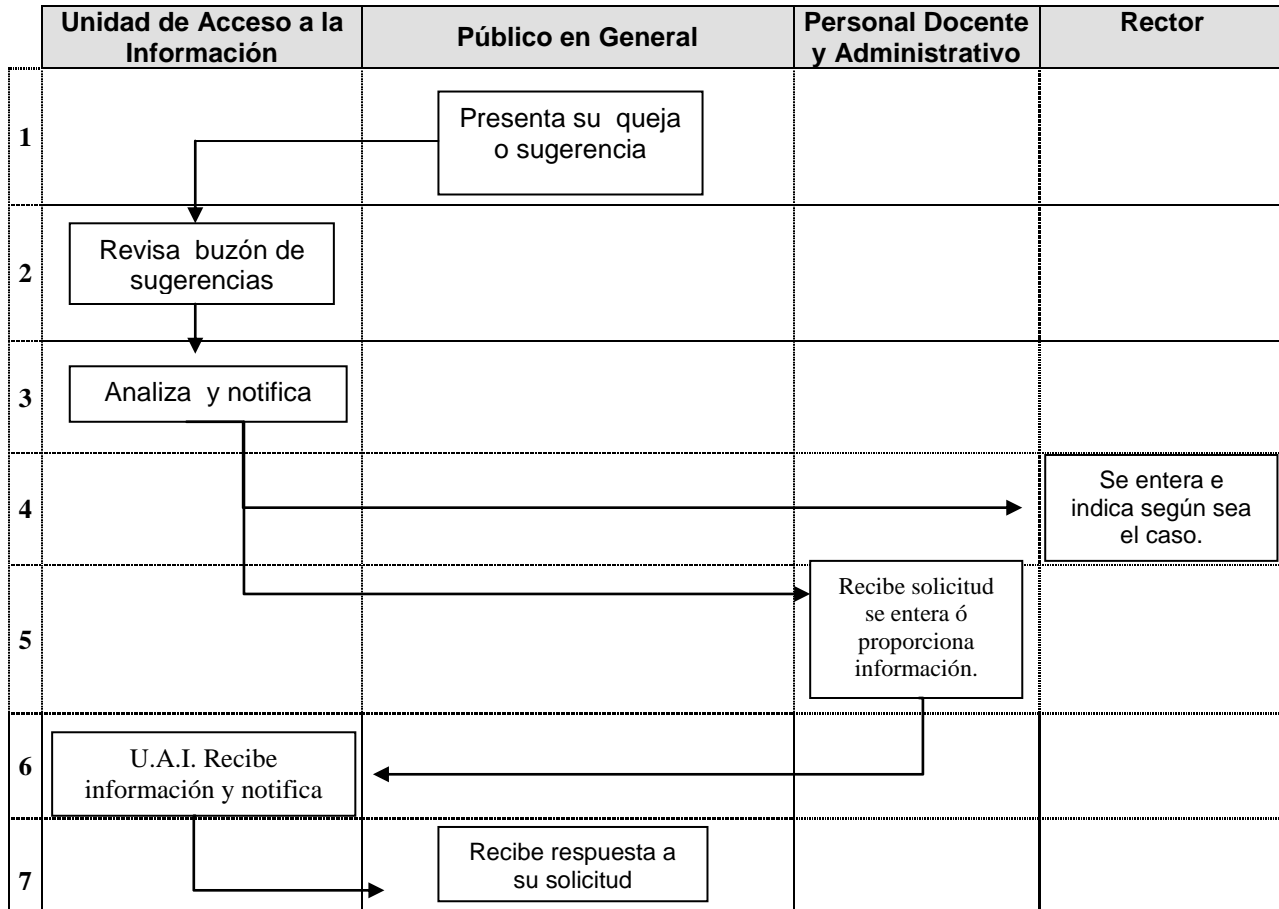 Unidad de Acceso a la
Información
Público en General
Personal Docente
y Administrativo
Rector
1
Presenta su queja
o sugerencia
2
Revisa buzón de
sugerencias
3
Analiza y notifica
4
Se entera e
indica según sea
el caso.
5
Recibe solicitud
se entera ó
proporciona
información.
6
U.A.I. Recibe
información y notifica
7
Recibe respuesta a
su solicitud